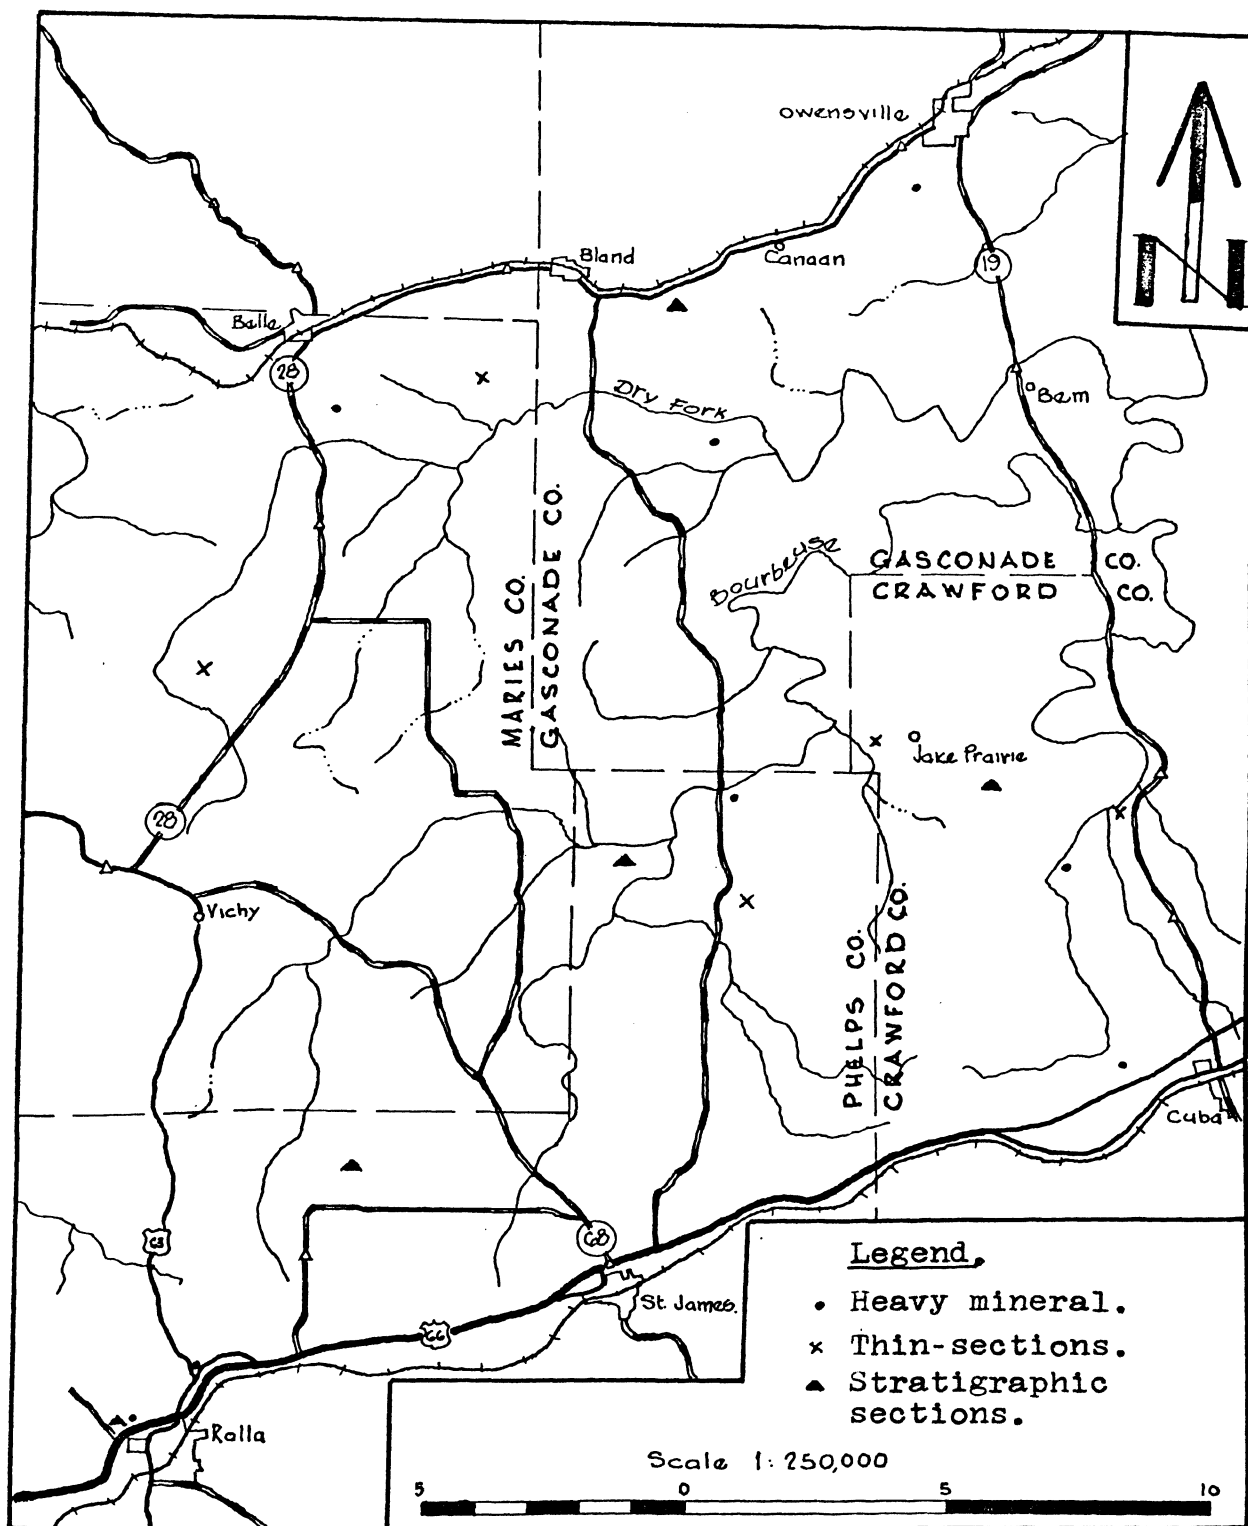 Owensville
Bland
Canaan
19
Belle
28
Dry Fork
Bem
MARIES CO.
GASCONADE CO.
Bourbeuse
GASCONADE CO.
CRAWFORD CO.
Jake Prairie
28
Vichy
PHELPS CO.
CRAWFORD CO.
Cuba
63
68
St. James.
66
Rolla
N
Legend.
Heavy mineral.
x Thin-sections.
Stratigraphic
sections.
Scale 1: 250,000
5 0 5 10